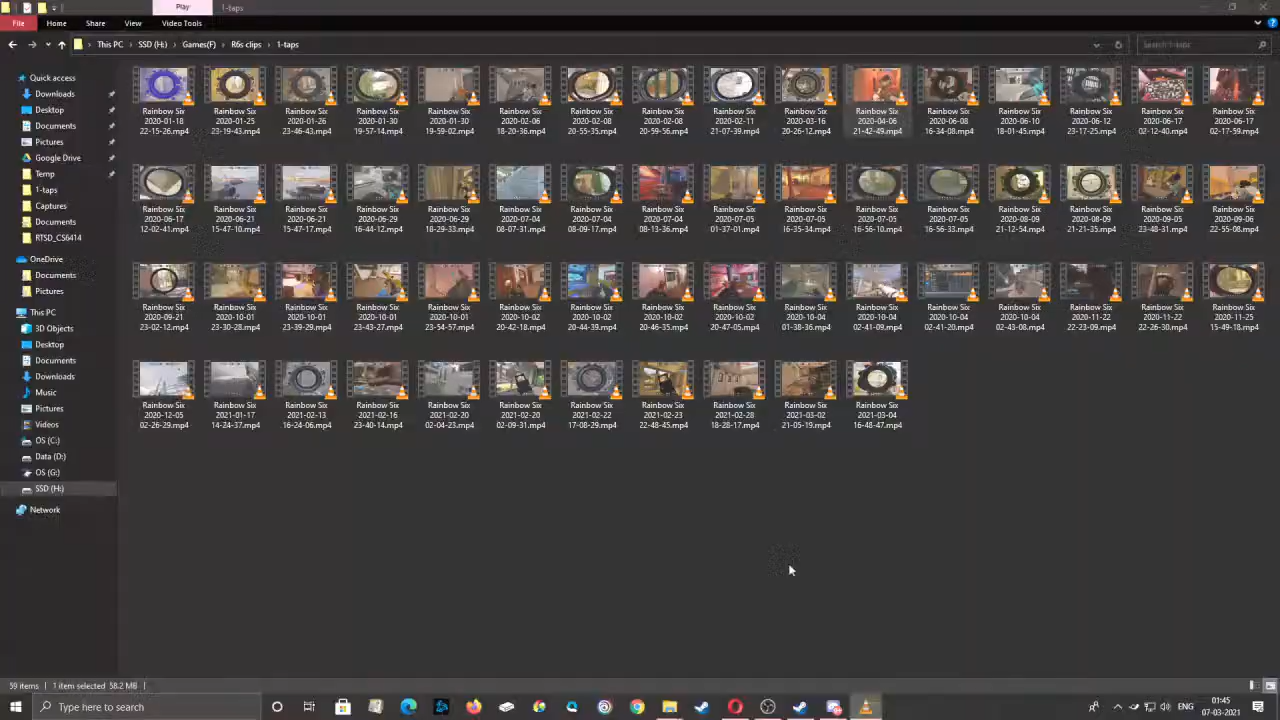 Play 1-taps
File Home Share View Video Tools
This PC > SSD (H:) > Games(F) > R6s clips > 1-taps Search 1-taps
Quick access
Downloads
Desktop
Documents
Pictures
Google Drive
Temp
1-taps
Captures
Documents
RTSD_CS6414
OneDrive
Documents
Pictures
This PC
3D Objects
Desktop
Documents
Downloads
Music
Pictures
Videos
OS (C:)
Data (D:)
OS (G:)
SSD (H:)
Network
Rainbow Six Rainbow Six Rainbow Six Rainbow Six Rainbow Six Rainbow Six Rainbow Six Rainbow Six Rainbow Six Rainbow Six Rainbow Six Rainbow Six Rainbow Six Rainbow Six Rainbow Six Rainbow Six
2020-01-18 2020-01-25 2020-01-26 2020-01-30 2020-01-30 2020-02-06 2020-02-08 2020-02-08 2020-02-11 2020-03-16 2020-04-06 2020-06-08 2020-06-10 2020-06-12 2020-06-17 2020-06-17
22-15-26.mp4 23-19-43.mp4 23-46-43.mp4 19-57-14.mp4 19-59-02.mp4 18-20-36.mp4 20-55-35.mp4 20-59-56.mp4 21-07-39.mp4 20-26-12.mp4 21-42-49.mp4 16-34-08.mp4 18-01-45.mp4 23-17-25.mp4 02-12-40.mp4 02-17-59.mp4
Rainbow Six Rainbow Six Rainbow Six Rainbow Six Rainbow Six Rainbow Six Rainbow Six Rainbow Six Rainbow Six Rainbow Six Rainbow Six Rainbow Six Rainbow Six Rainbow Six Rainbow Six Rainbow Six
2020-06-17 2020-06-21 2020-06-21 2020-06-29 2020-06-29 2020-07-04 2020-07-04 2020-07-04 2020-07-05 2020-07-05 2020-07-05 2020-07-05 2020-08-09 2020-08-09 2020-09-05 2020-09-06
12-02-41.mp4 15-47-10.mp4 15-47-17.mp4 16-44-12.mp4 18-29-33.mp4 08-07-31.mp4 08-09-17.mp4 08-13-36.mp4 01-37-01.mp4 16-35-34.mp4 16-56-10.mp4 16-56-33.mp4 21-12-54.mp4 21-21-35.mp4 23-48-31.mp4 22-55-08.mp4
Rainbow Six Rainbow Six Rainbow Six Rainbow Six Rainbow Six Rainbow Six Rainbow Six Rainbow Six Rainbow Six Rainbow Six Rainbow Six Rainbow Six Rainbow Six Rainbow Six Rainbow Six Rainbow Six
2020-09-21 2020-10-01 2020-10-01 2020-10-01 2020-10-01 2020-10-02 2020-10-02 2020-10-02 2020-10-02 2020-10-04 2020-10-04 2020-10-04 2020-10-04 2020-11-22 2020-11-22 2020-11-25
23-02-12.mp4 23-30-28.mp4 23-39-29.mp4 23-43-27.mp4 23-54-57.mp4 20-42-18.mp4 20-44-39.mp4 20-46-35.mp4 20-47-05.mp4 01-38-36.mp4 02-41-09.mp4 02-41-20.mp4 02-43-08.mp4 22-23-09.mp4 22-26-30.mp4 15-49-18.mp4
Rainbow Six Rainbow Six Rainbow Six Rainbow Six Rainbow Six Rainbow Six Rainbow Six Rainbow Six Rainbow Six Rainbow Six Rainbow Six
2020-12-05 2021-01-17 2021-02-13 2021-02-16 2021-02-20 2021-02-20 2021-02-22 2021-02-23 2021-02-28 2021-03-02 2021-03-04
02-26-29.mp4 14-24-37.mp4 16-24-06.mp4 23-40-14.mp4 02-04-23.mp4 02-09-31.mp4 17-08-29.mp4 22-48-45.mp4 18-28-17.mp4 21-05-19.mp4 16-48-47.mp4
59 items 1 item selected 58.2 MB
Type here to search ENG 01:45
07-03-2021